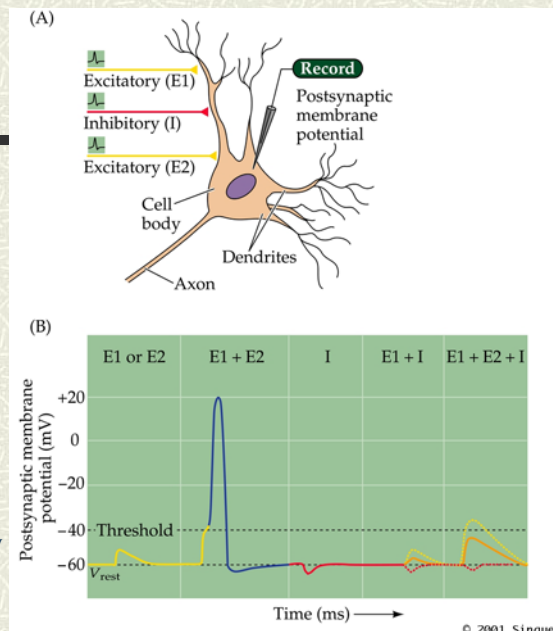 (A)
Excitatory (E1)
Inhibitory (I)
Excitatory (E2)
Record
Postsynaptic
membrane
potential
Cell
body
Dendrites
Axon
(B)
E1 or E2
E1 + E2
I
E1 + I
E1 + E2 + I
Postsynaptic membrane
potential (mV)
+20
0
−20
−40
−60
Threshold
Vrest
Time (ms)
© 2001 Sinaue